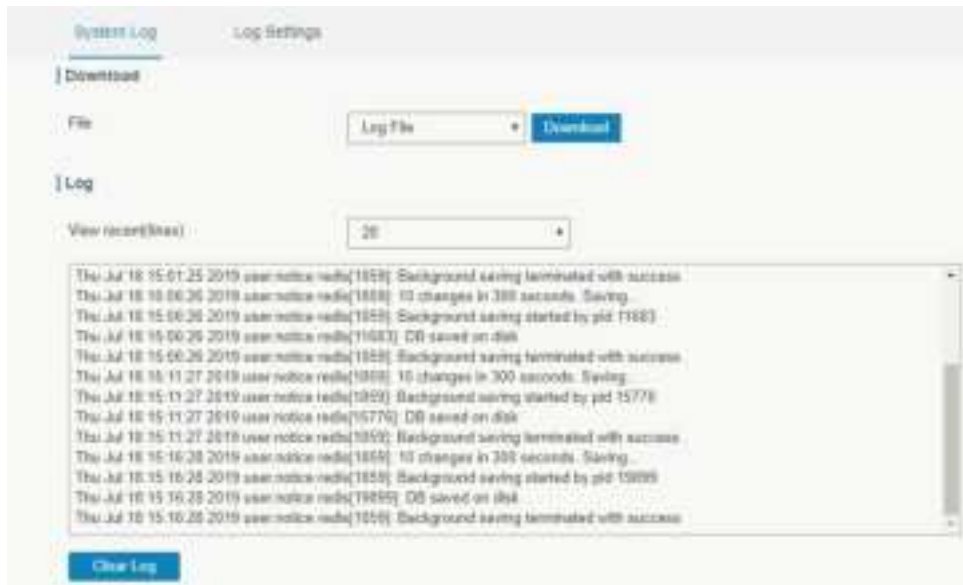 System Log Log Settings
Download
File Log File Download
Log
View recent(lines) 20
Thu Jul 18 15:01:25 2019 user.notice redis[1859]: Background saving terminated with success
Thu Jul 18 15:06:26 2019 user.notice redis[1859]: 10 changes in 300 seconds. Saving...
Thu Jul 18 15:06:26 2019 user.notice redis[1859]: Background saving started by pid 11683
Thu Jul 18 15:06:26 2019 user.notice redis[11683]: DB saved on disk
Thu Jul 18 15:06:26 2019 user.notice redis[1859]: Background saving terminated with success
Thu Jul 18 15:11:27 2019 user.notice redis[1859]: 10 changes in 300 seconds. Saving...
Thu Jul 18 15:11:27 2019 user.notice redis[1859]: Background saving started by pid 15776
Thu Jul 18 15:11:27 2019 user.notice redis[15776]: DB saved on disk
Thu Jul 18 15:11:27 2019 user.notice redis[1859]: Background saving terminated with success
Thu Jul 18 15:16:28 2019 user.notice redis[1859]: 10 changes in 300 seconds. Saving...
Thu Jul 18 15:16:28 2019 user.notice redis[1859]: Background saving started by pid 19899
Thu Jul 18 15:16:28 2019 user.notice redis[19899]: DB saved on disk
Thu Jul 18 15:16:28 2019 user.notice redis[1859]: Background saving terminated with success
Clear Log